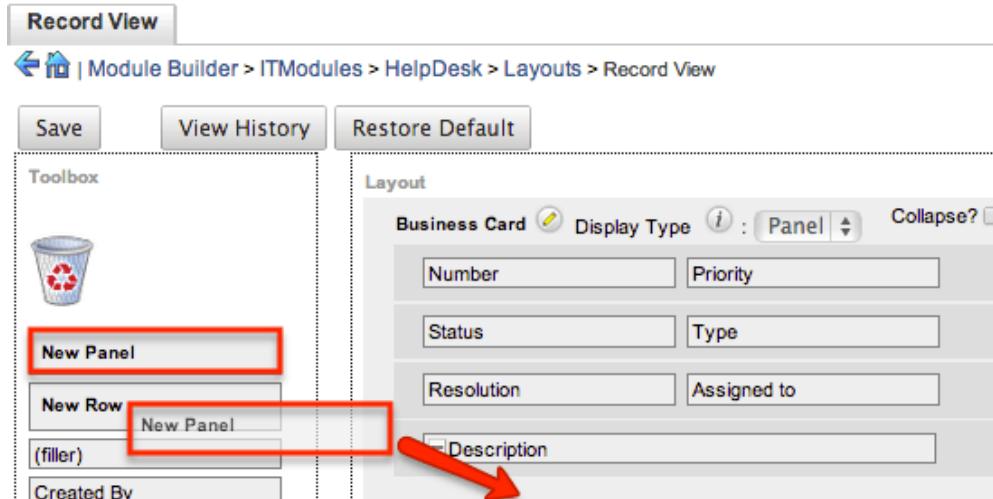 Record View
| Module Builder > ITModules > HelpDesk > Layouts > Record View
Save View History Restore Default
Toolbox
New Panel
New Row
New Panel
(filler)
Created By
Layout
Business Card Display Type i : Panel Collapse?
Number Priority
Status Type
Resolution Assigned to
Description